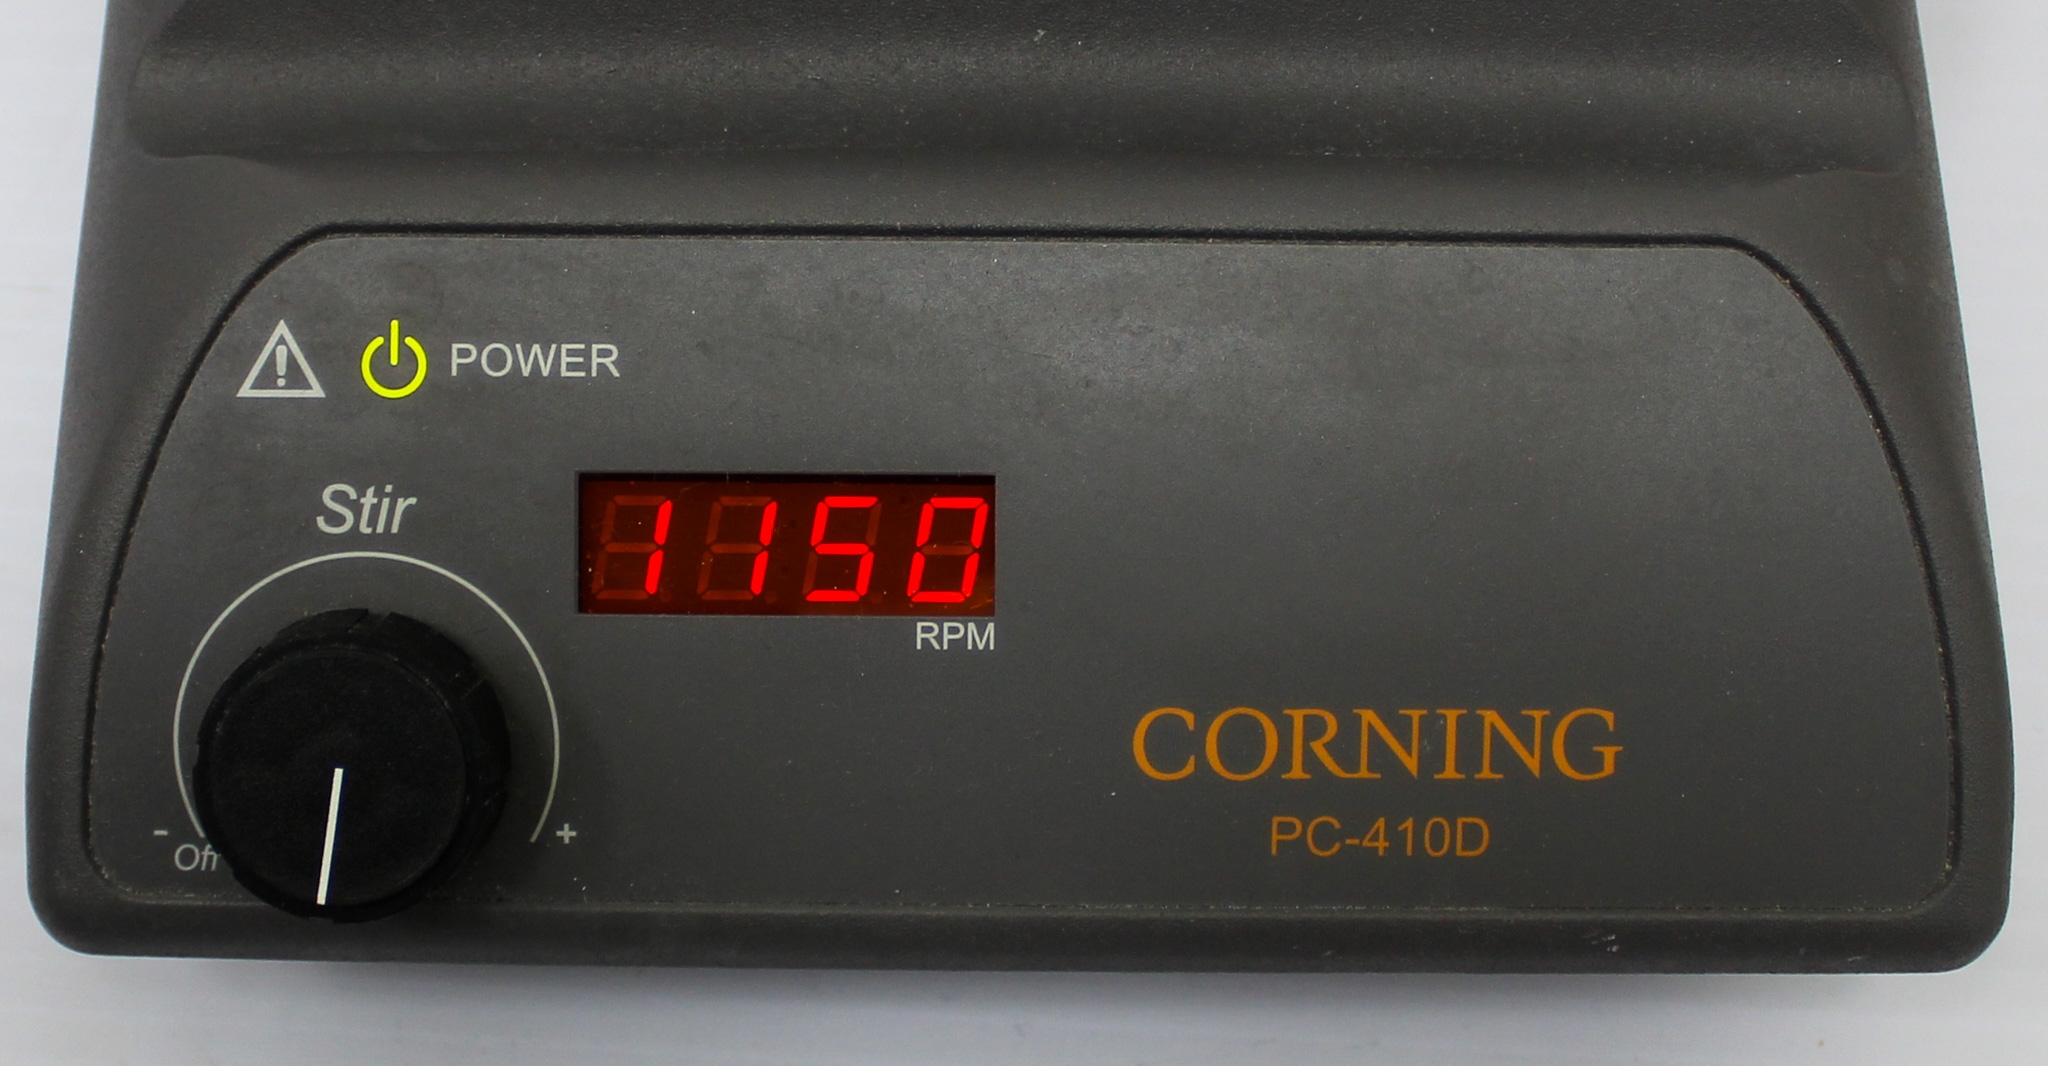 POWER
Stir
1150
RPM
- +
Off
CORNING
PC-410D